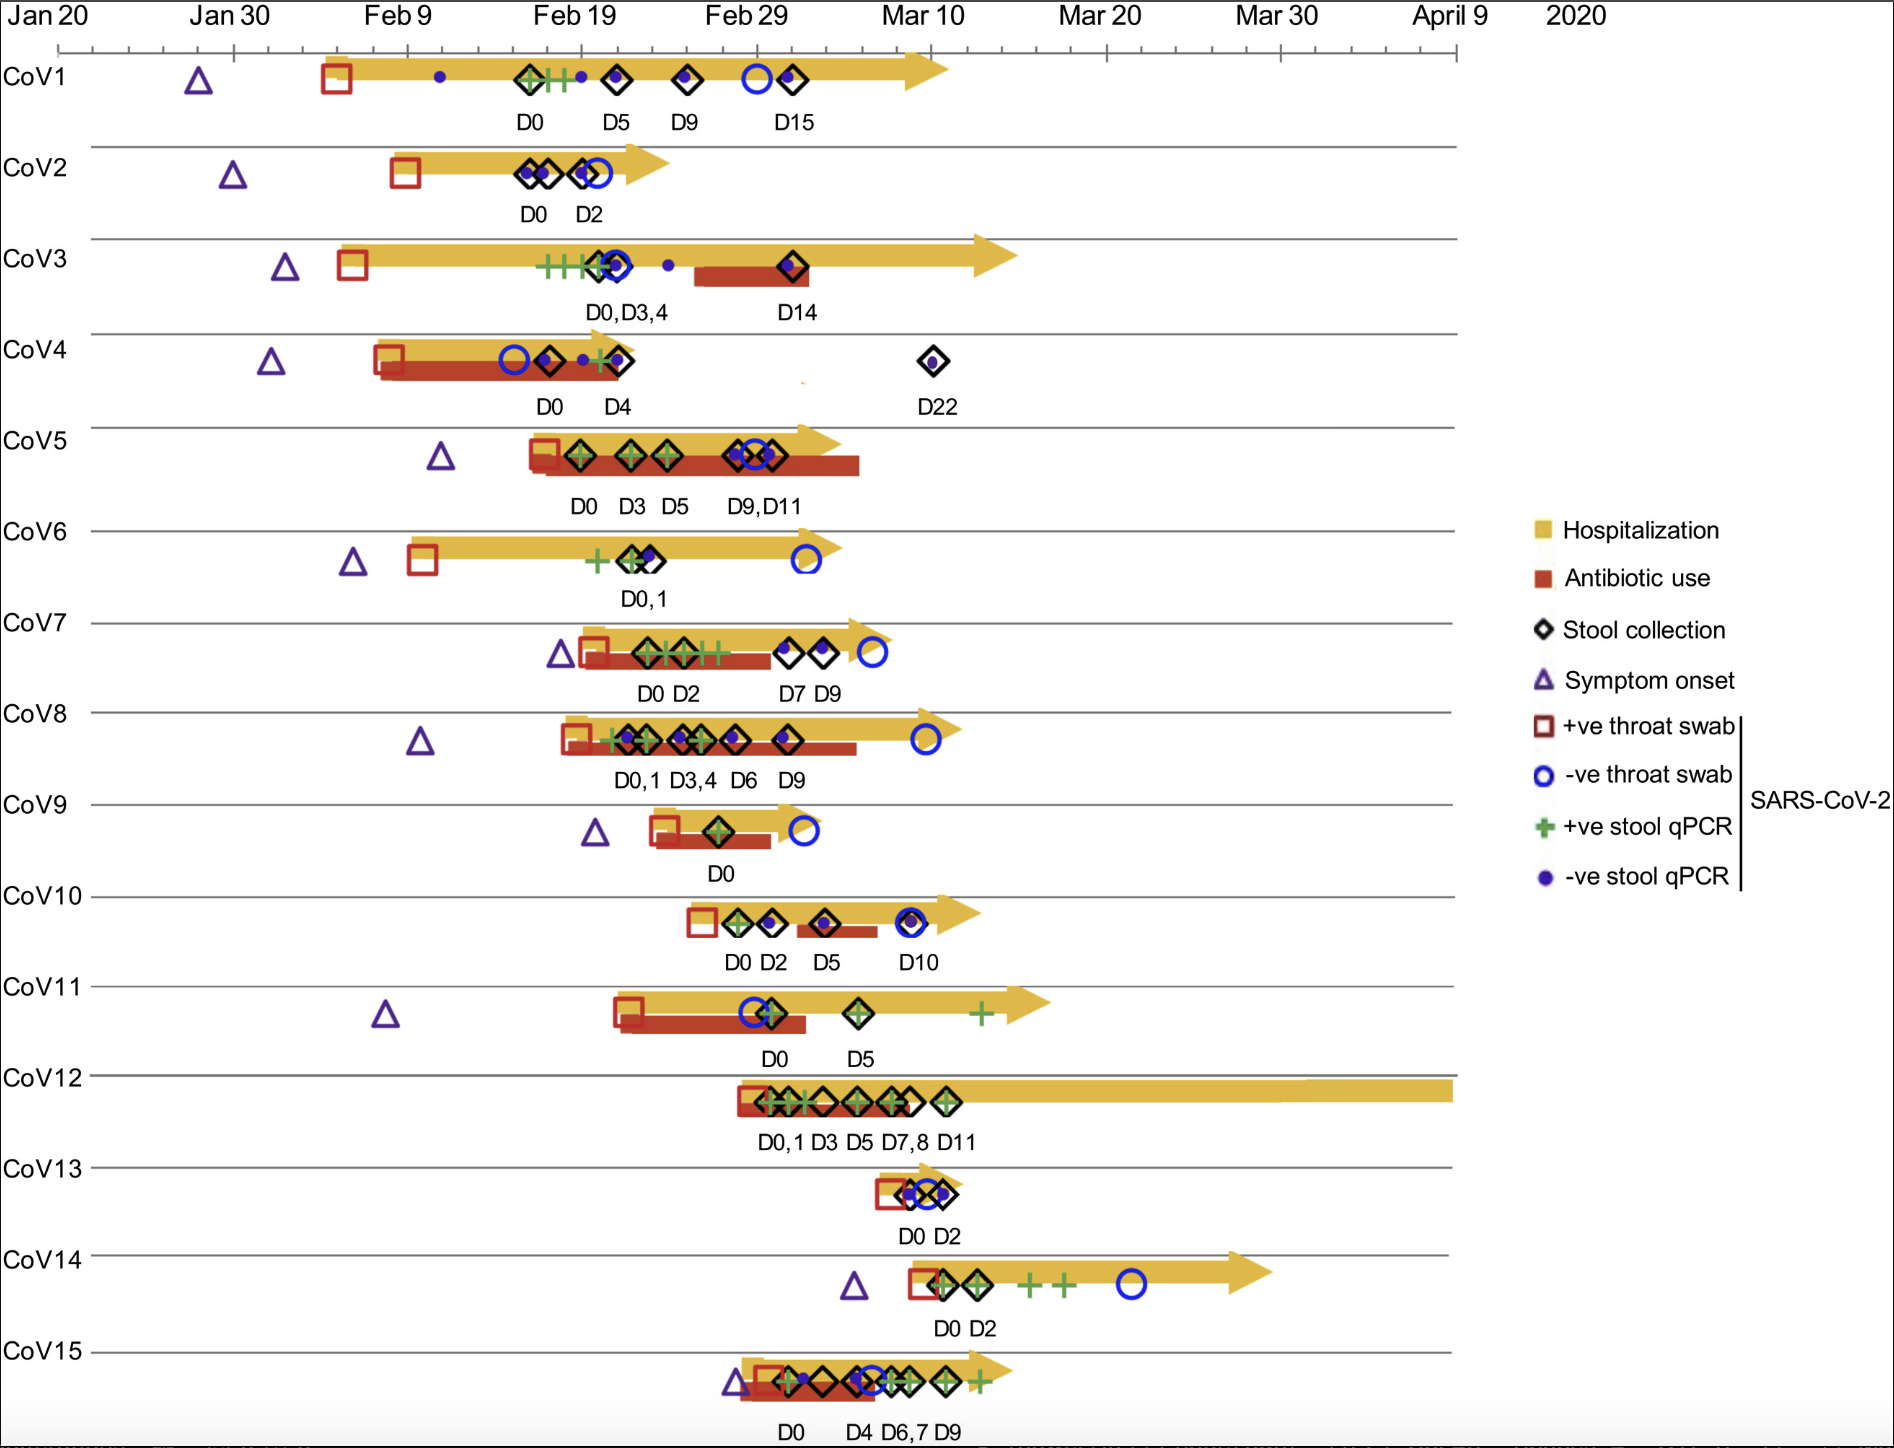 Jan 20 Jan 30 Feb 9 Feb 19 Feb 29 Mar 10 Mar 20 Mar 30 April 9 2020
CoV1
D0 D5 D9 D15
CoV2
D0 D2
CoV3
D0,D3,4 D14
CoV4
D0 D4 D22
CoV5
D0 D3 D5 D9,D11
CoV6
D0,1
CoV7
D0 D2 D7 D9
CoV8
D0,1 D3,4 D6 D9
CoV9
D0
CoV10
D0 D2 D5 D10
CoV11
D0 D5
CoV12
D0,1 D3 D5 D7,8 D11
CoV13
D0 D2
CoV14
D0 D2
CoV15
D0 D4 D6,7 D9
Hospitalization
Antibiotic use
Stool collection
Symptom onset
+ve throat swab
-ve throat swab
+ve stool qPCR
-ve stool qPCR
SARS-CoV-2